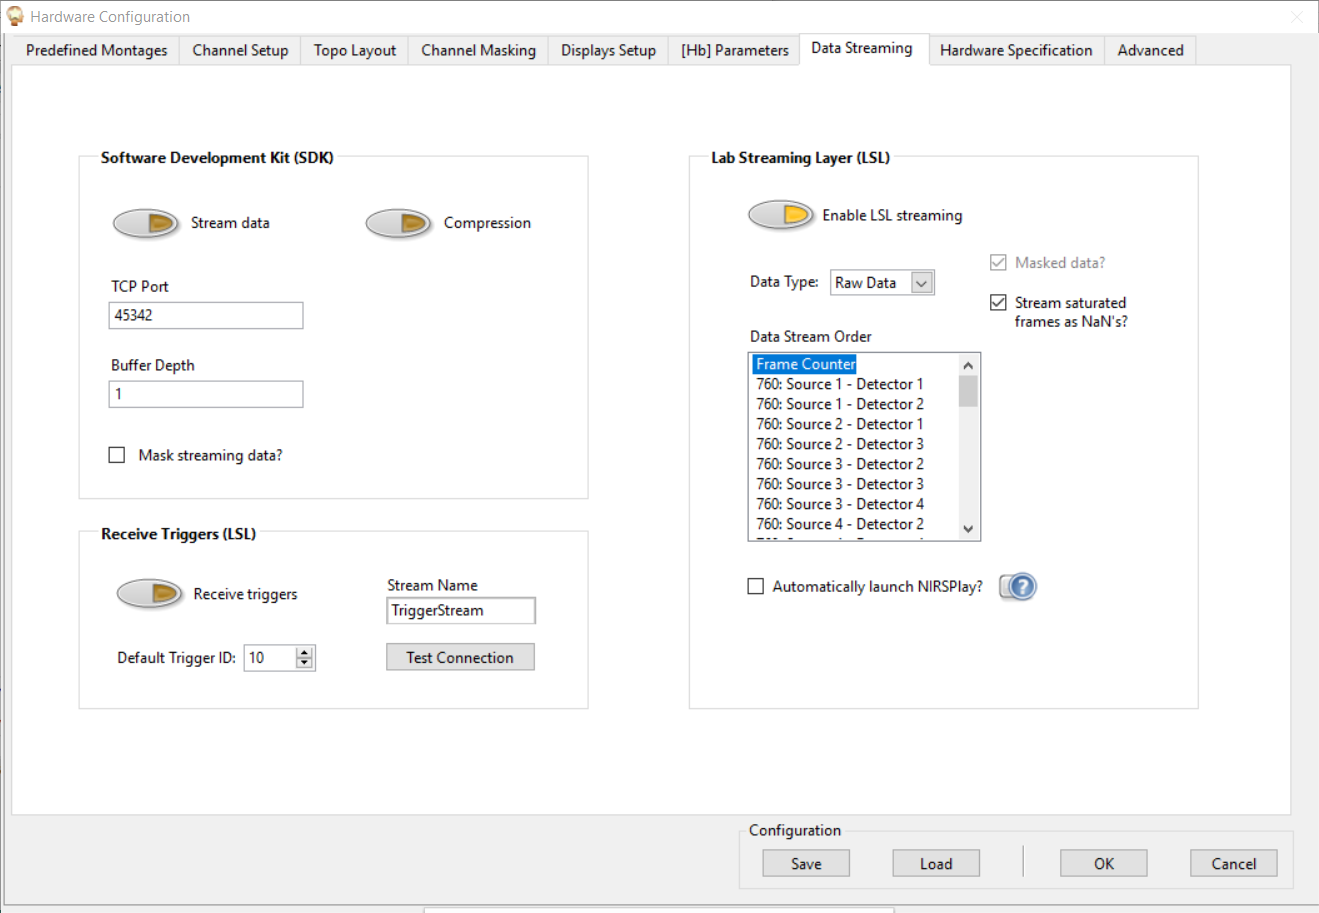 Hardware Configuration
Predefined Montages
Channel Setup
Topo Layout
Channel Masking
Displays Setup
[Hb] Parameters
Data Streaming
Hardware Specification
Advanced
Software Development Kit (SDK)
Stream data
Compression
TCP Port
45342
Buffer Depth
1
Mask streaming data?
Receive Triggers (LSL)
Receive triggers
Stream Name
TriggerStream
Default Trigger ID:
10
Test Connection
Lab Streaming Layer (LSL)
Enable LSL streaming
Data Type:
Raw Data
Masked data?
Stream saturated
frames as NaN's?
Data Stream Order
Frame Counter
760: Source 1 - Detector 1
760: Source 1 - Detector 2
760: Source 2 - Detector 1
760: Source 2 - Detector 3
760: Source 3 - Detector 2
760: Source 3 - Detector 3
760: Source 3 - Detector 4
760: Source 4 - Detector 2
Automatically launch NIRSPlay?
?
Configuration
Save
Load
OK
Cancel